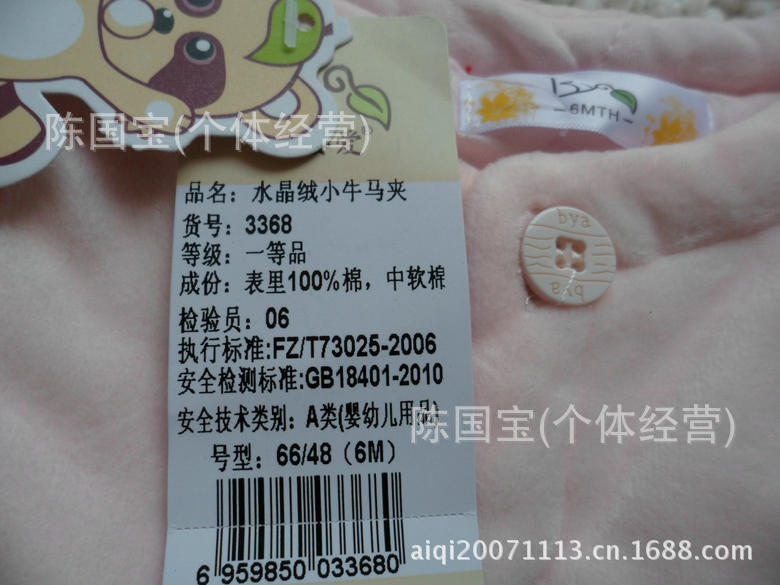 爱
13
-6MTH-
陈国宝(个体经营)
品名：水晶绒小牛马夹
货号：3368
等级：一等品
成份：表里100%棉，中软棉
检验员：06
执行标准:FZ/T73025-2006
安全检测标准:GB18401-2010
安全技术类别：A类(婴幼儿用品)
号型：66/48（6M）
6 959850 033680
bya
bya
陈国宝(个体经营)
aiqi20071113.cn.1688.com